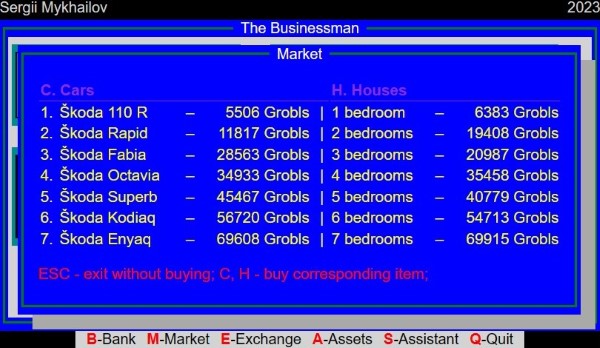 Sergii Mykhailov 2023
The Businessman
Market
C. Cars H. Houses
1. Škoda 110 R – 5506 Grobls | 1 bedroom – 6383 Grobls
2. Škoda Rapid – 11817 Grobls | 2 bedrooms – 19408 Grobls
3. Škoda Fabia – 28563 Grobls | 3 bedrooms – 20987 Grobls
4. Škoda Octavia – 34933 Grobls | 4 bedrooms – 35458 Grobls
5. Škoda Superb – 45467 Grobls | 5 bedrooms – 40779 Grobls
6. Škoda Kodiaq – 56720 Grobls | 6 bedrooms – 54713 Grobls
7. Škoda Enyaq – 69608 Grobls | 7 bedrooms – 69915 Grobls
ESC - exit without buying; C, H - buy corresponding item;
B-Bank M-Market E-Exchange A-Assets S-Assistant Q-Quit